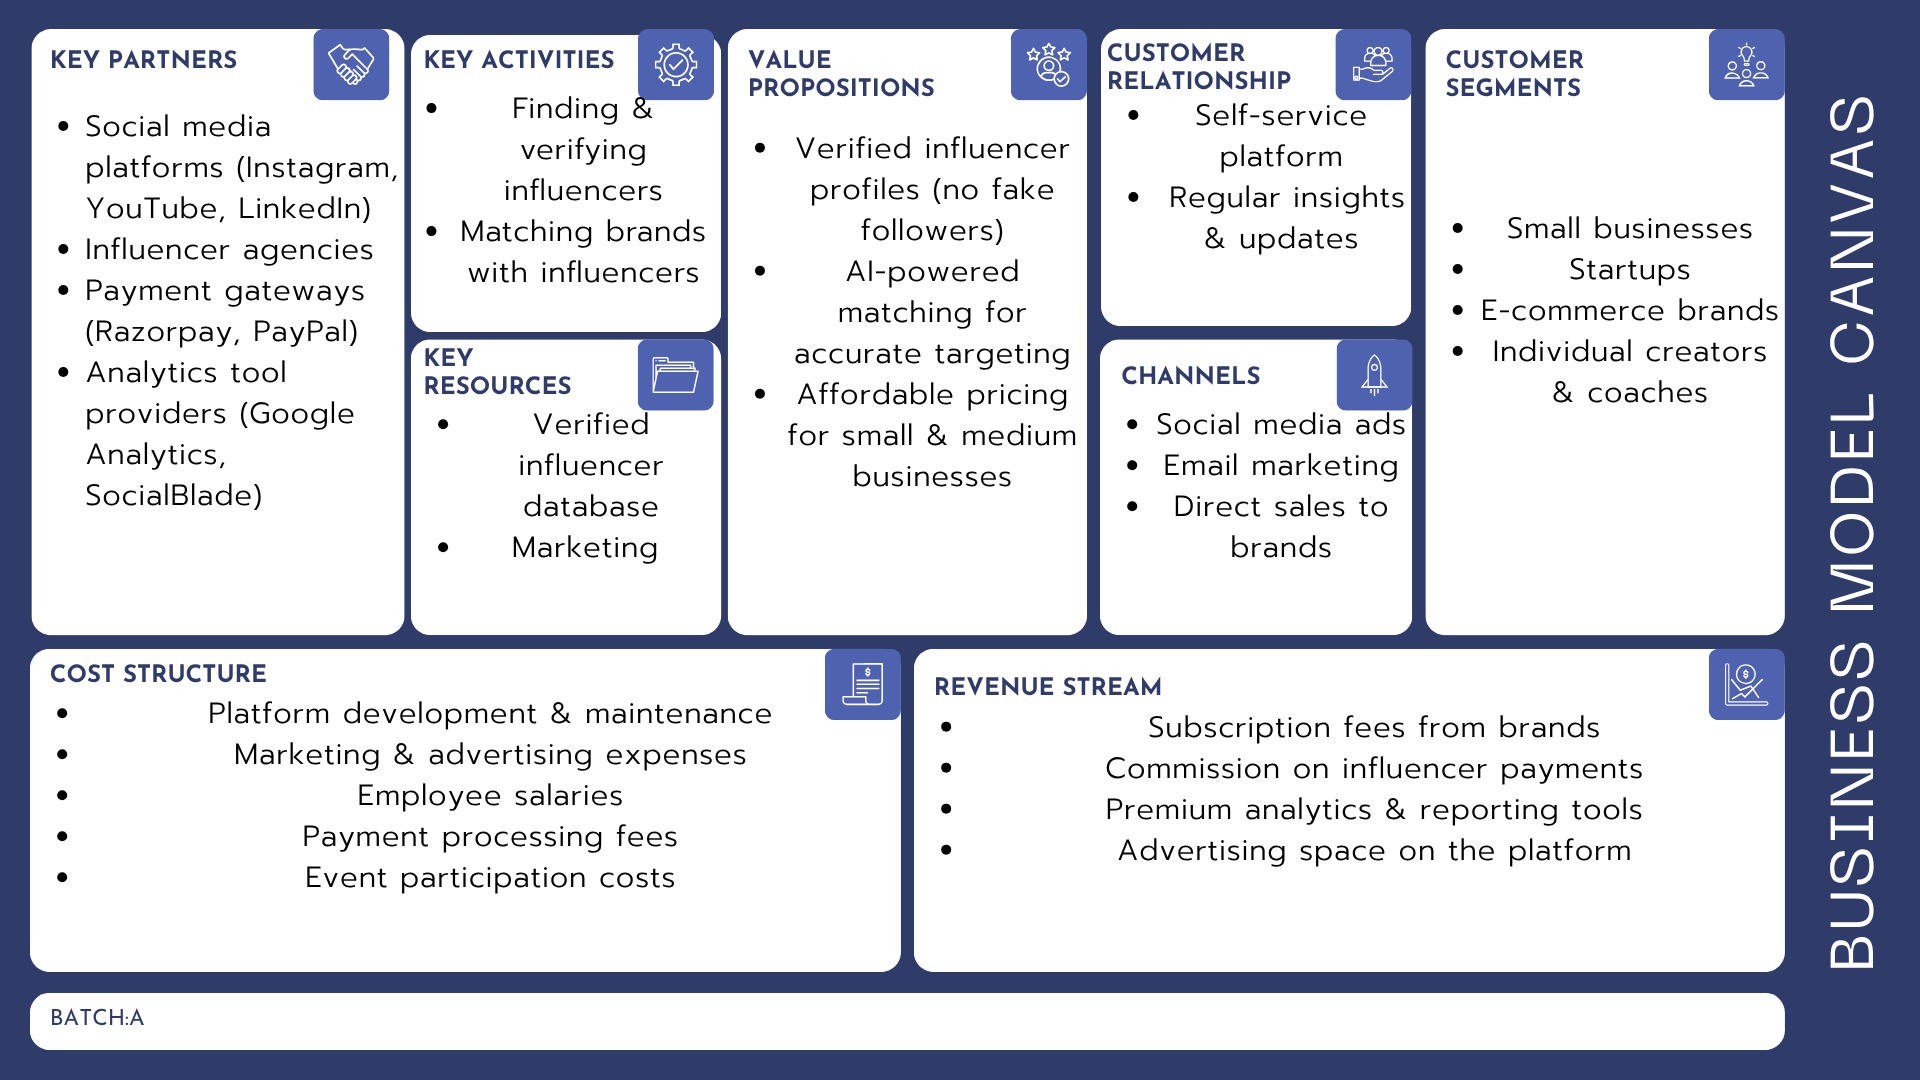 KEY PARTNERS
• Social media
platforms (Instagram,
YouTube, LinkedIn)
• Influencer agencies
• Payment gateways
(Razorpay, PayPal)
• Analytics tool
providers (Google
Analytics,
SocialBlade)
KEY ACTIVITIES
• Finding &
verifying
influencers
• Matching brands
with influencers
KEY
RESOURCES
• Verified
influencer
database
• Marketing
VALUE
PROPOSITIONS
• Verified influencer
profiles (no fake
followers)
• AI-powered
matching for
accurate targeting
• Affordable pricing
for small & medium
businesses
CUSTOMER
RELATIONSHIP
• Self-service
platform
• Regular insights
& updates
CHANNELS
• Social media ads
• Email marketing
• Direct sales to
brands
CUSTOMER
SEGMENTS
• Small businesses
• Startups
• E-commerce brands
• Individual creators
& coaches
COST STRUCTURE
• Platform development & maintenance
• Marketing & advertising expenses
• Employee salaries
• Payment processing fees
• Event participation costs
REVENUE STREAM
• Subscription fees from brands
• Commission on influencer payments
• Premium analytics & reporting tools
• Advertising space on the platform
BATCH:A
BUSINESS MODEL CANVAS